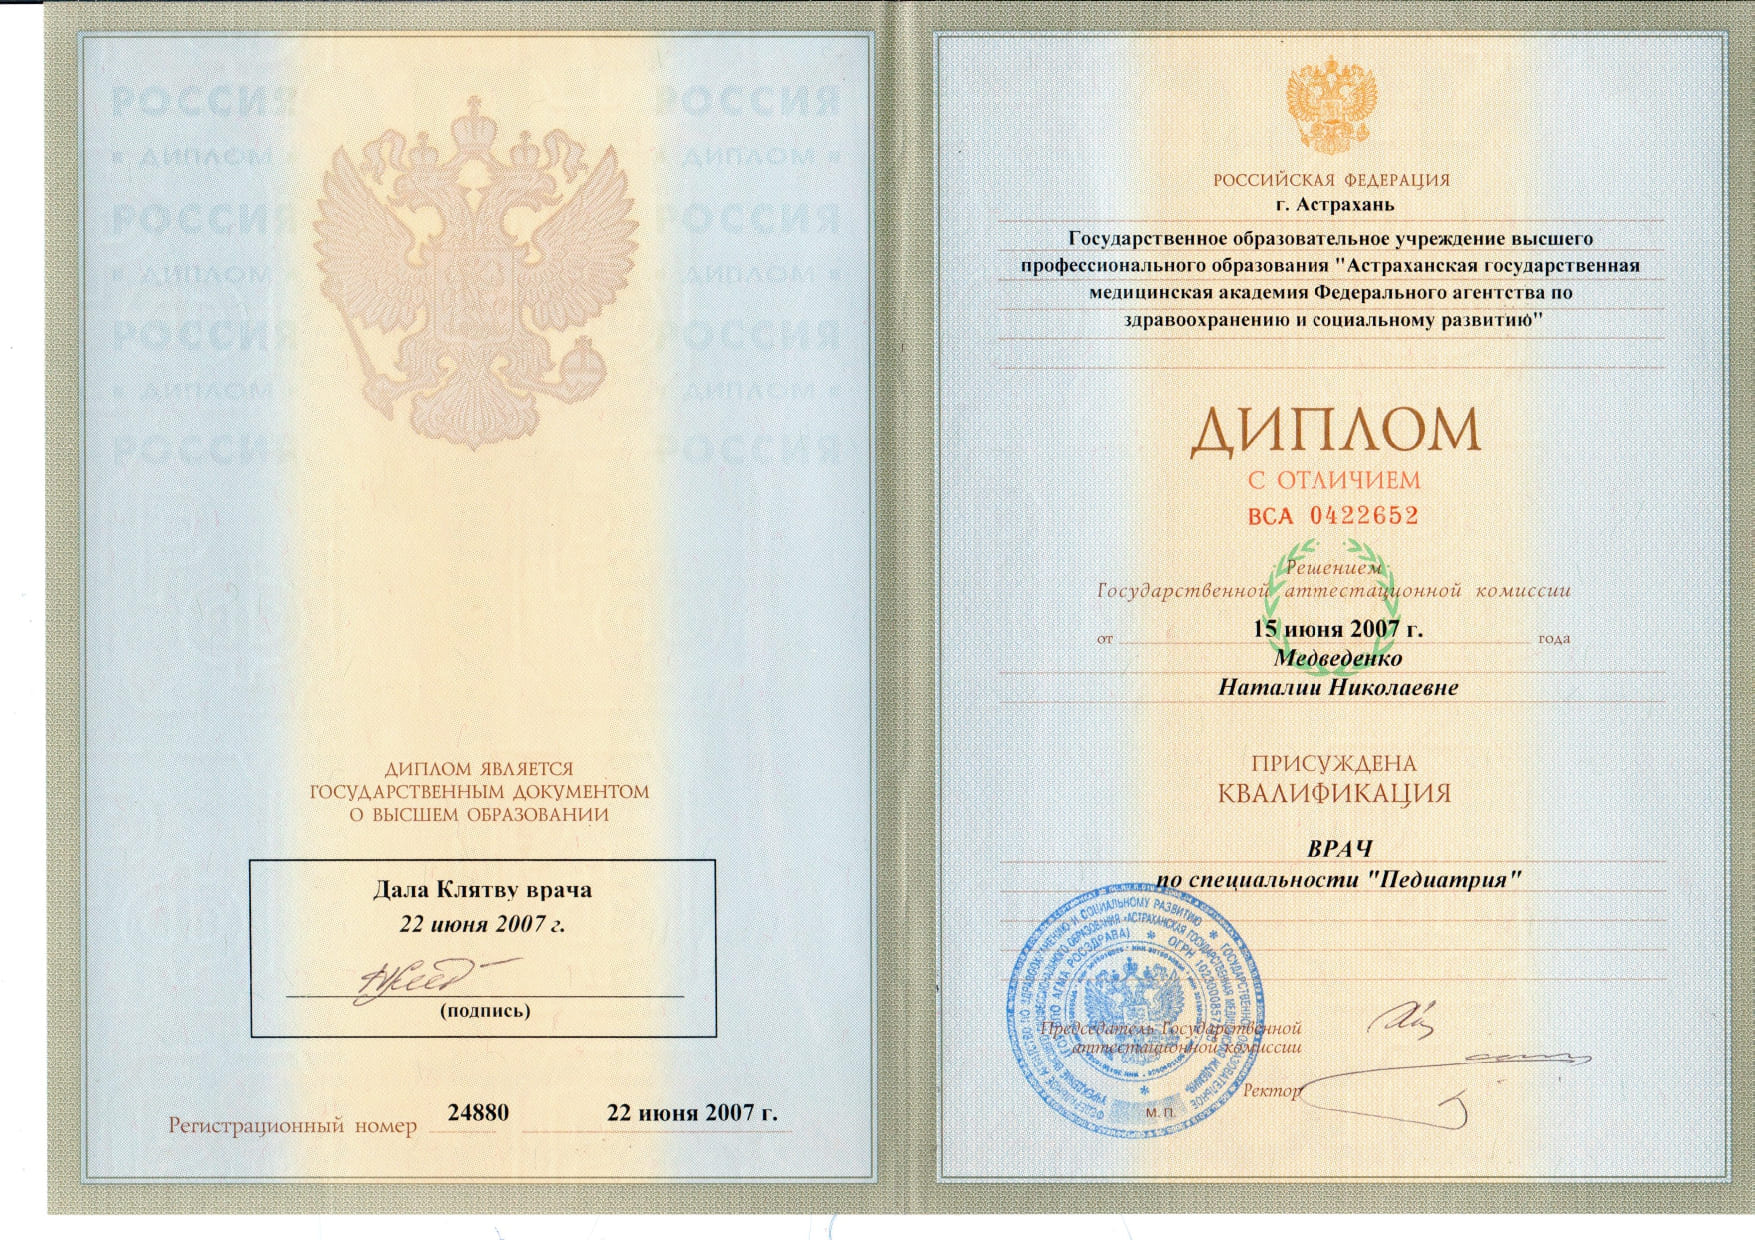 РОССИЯ РОССИЯ
« ДИПЛОМ » « ДИПЛОМ »
РОССИЯ РОССИЯ
« ДИПЛОМ » « ДИПЛОМ »
РОССИЯ РОССИЯ
« ДИПЛОМ » « ДИПЛОМ »
РОССИЯ РОССИЯ
ДИПЛОМ ЯВЛЯЕТСЯ
ГОСУДАРСТВЕННЫМ ДОКУМЕНТОМ
О ВЫСШЕМ ОБРАЗОВАНИИ
Дала Клятву врача
22 июня 2007 г.
(подпись)
Регистрационный номер 24880 22 июня 2007 г.
РОССИЙСКАЯ ФЕДЕРАЦИЯ
г. Астрахань
Государственное образовательное учреждение высшего
профессионального образования "Астраханская государственная
медицинская академия Федерального агентства по
здравоохранению и социальному развитию"
ДИПЛОМ
С ОТЛИЧИЕМ
ВСА 0422652
Решением
Государственной аттестационной комиссии
от 15 июня 2007 г. года
Медведенко
Наталии Николаевне
ПРИСУЖДЕНА
КВАЛИФИКАЦИЯ
ВРАЧ
по специальности "Педиатрия"
Председатель Государственной
аттестационной комиссии
Ректор
М. П.